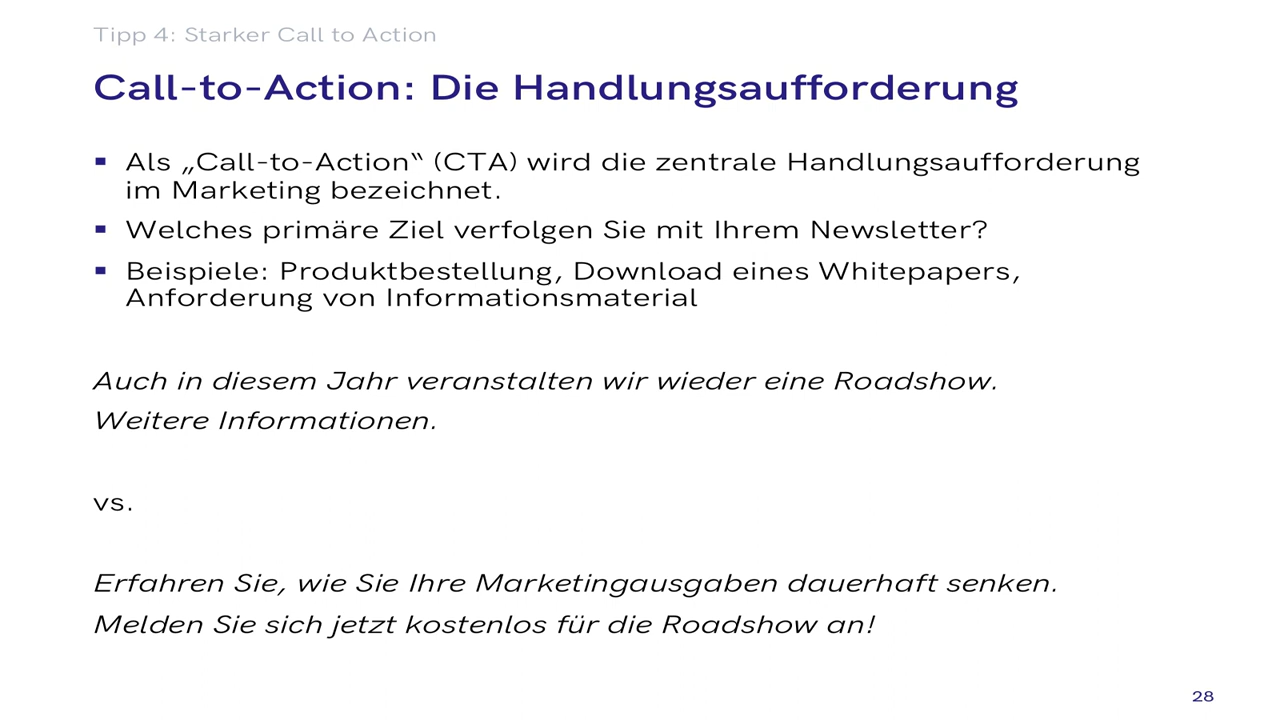 Tipp 4: Starker Call to Action
Call-to-Action: Die Handlungsaufforderung
▪ Als „Call-to-Action“ (CTA) wird die zentrale Handlungsaufforderung
im Marketing bezeichnet.
▪ Welches primäre Ziel verfolgen Sie mit Ihrem Newsletter?
▪ Beispiele: Produktbestellung, Download eines Whitepapers,
Anforderung von Informationsmaterial
Auch in diesem Jahr veranstalten wir wieder eine Roadshow.
Weitere Informationen.
vs.
Erfahren Sie, wie Sie Ihre Marketingausgaben dauerhaft senken.
Melden Sie sich jetzt kostenlos für die Roadshow an!
28